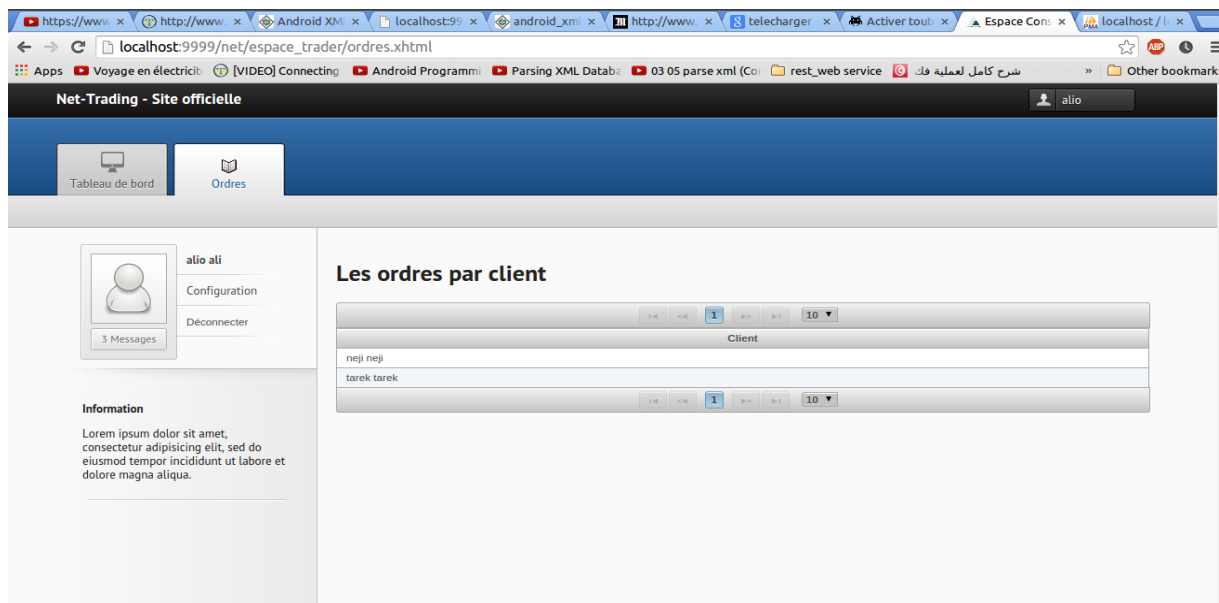 https://www. http://www. Android XM localhost:99 android_xml http://www. telecharger Activer tout Espace Cons localhost / l
localhost:9999/net/espace_trader/ordres.xhtml
Apps Voyage en électricit [VIDEO] Connecting Android Programmi Parsing XML Databa 03 05 parse xml (Co rest_web service شرح كامل لعملية فك » Other bookmark
Net-Trading - Site officielle
alio
Tableau de bord
Ordres
alio ali
Configuration
Déconnecter
3 Messages
Information
Lorem ipsum dolor sit amet,
consectetur adipisicing elit, sed do
eiusmod tempor incididunt ut labore et
dolore magna aliqua.
Les ordres par client
1 10
Client
neji neji
tarek tarek
1 10